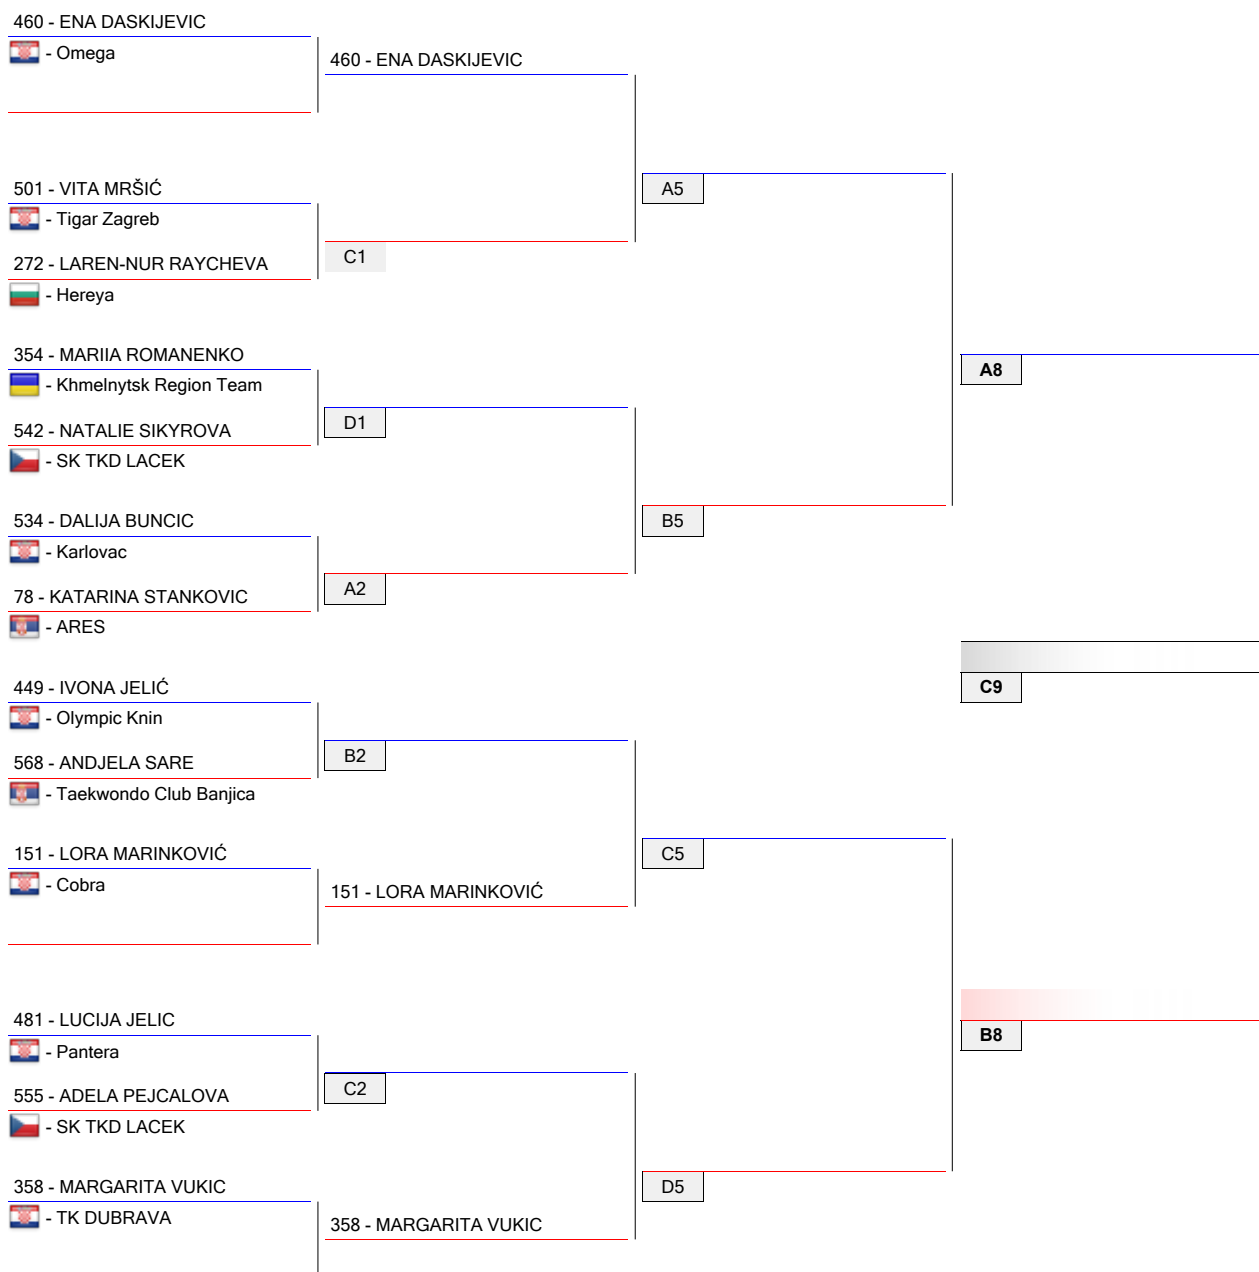 460 - ENA DASKIJEVIC
- Omega
460 - ENA DASKIJEVIC
501 - VITA MRŠIĆ
- Tigar Zagreb
A5
272 - LAREN-NUR RAYCHEVA
C1
- Hereya
354 - MARIIA ROMANENKO
- Khmelnytsk Region Team
A8
542 - NATALIE SIKYROVA
D1
- SK TKD LACEK
534 - DALIJA BUNCIC
B5
- Karlovac
78 - KATARINA STANKOVIC
A2
- ARES
449 - IVONA JELIĆ
C9
- Olympic Knin
568 - ANDJELA SARE
B2
- Taekwondo Club Banjica
151 - LORA MARINKOVIĆ
C5
- Cobra
151 - LORA MARINKOVIĆ
481 - LUCIJA JELIC
B8
- Pantera
555 - ADELA PEJCALOVA
C2
- SK TKD LACEK
358 - MARGARITA VUKIC
D5
- TK DUBRAVA
358 - MARGARITA VUKIC